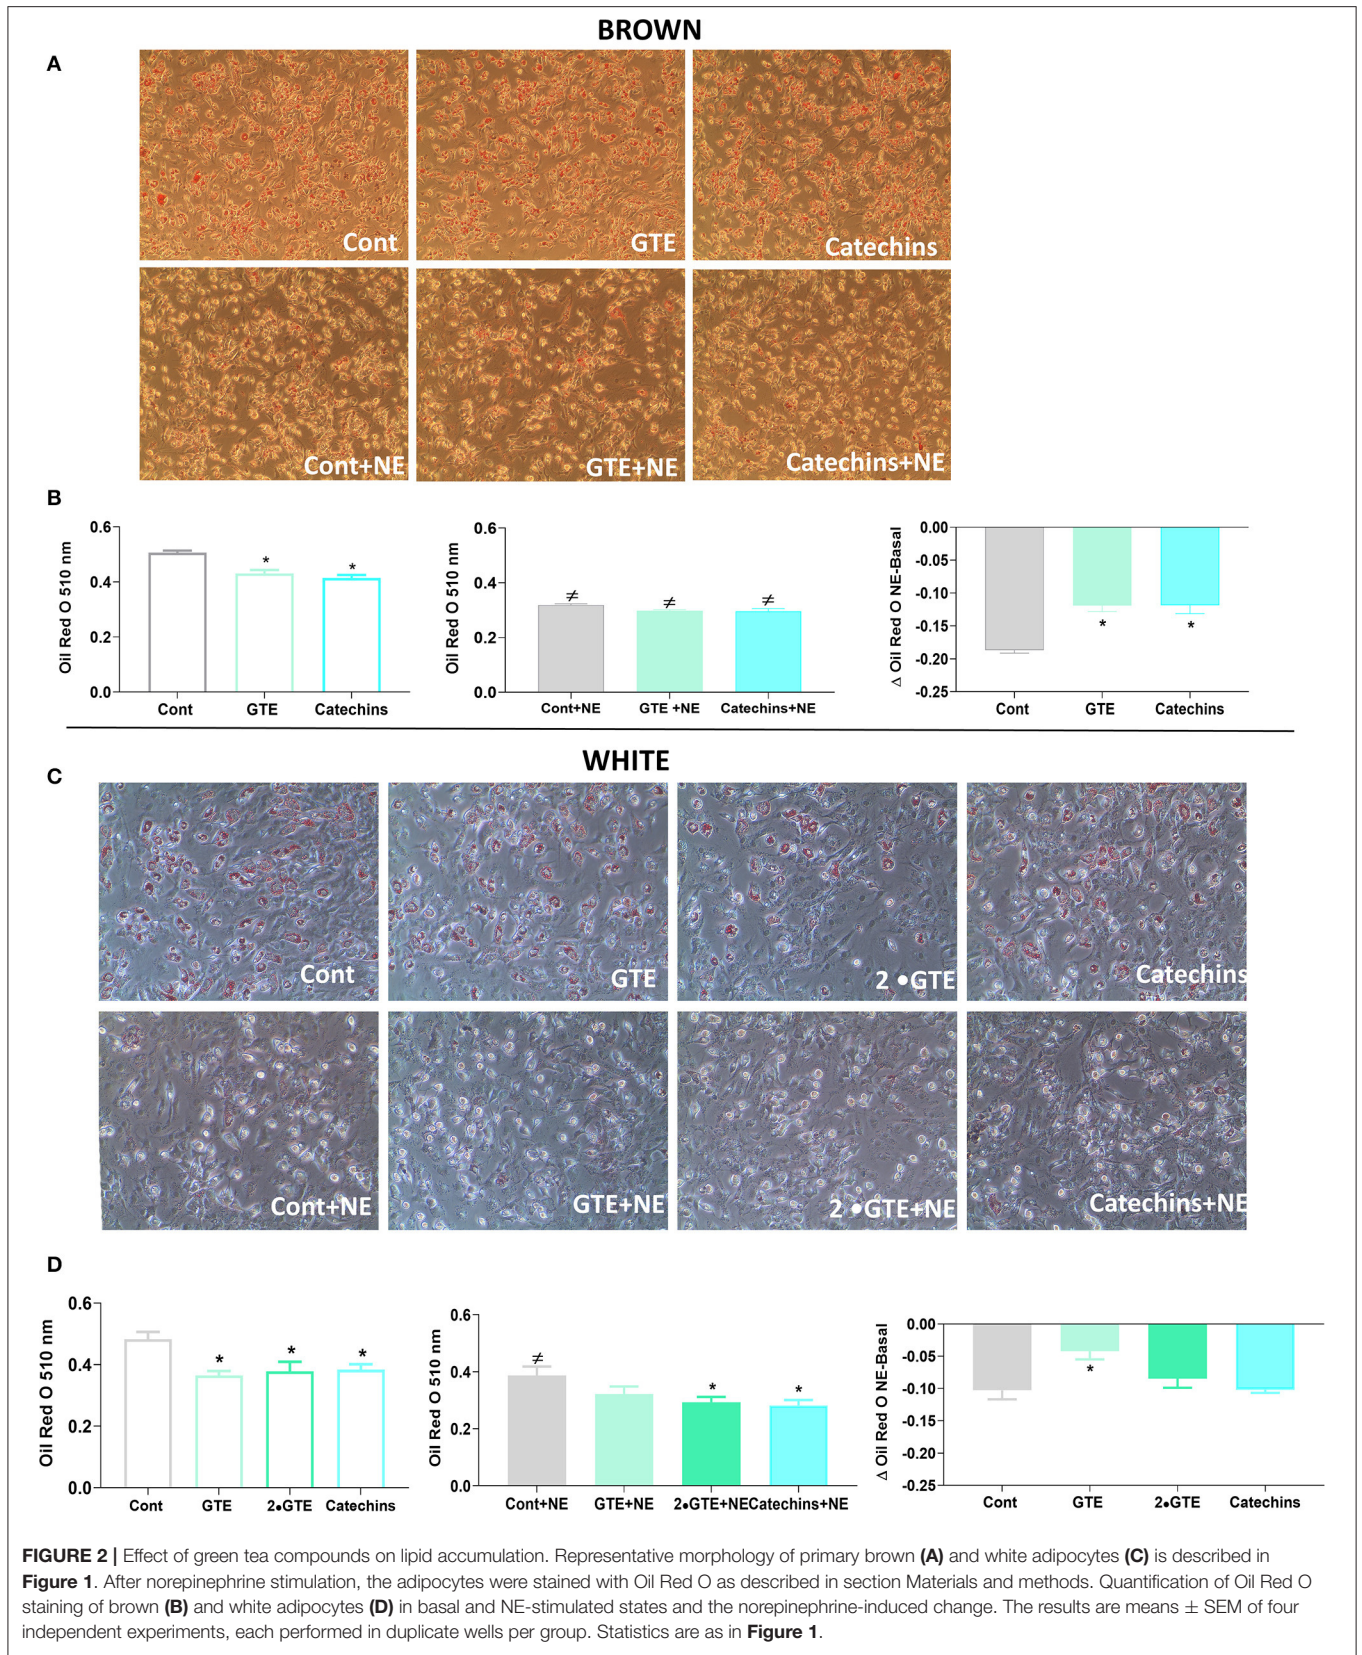 BROWN
A
Cont
GTE
Catechins
Cont+NE
GTE+NE
Catechins+NE
B
Oil Red O 510 nm
0.6
0.4
0.2
0.0
*
*
Cont
GTE
Catechins
Oil Red O 510 nm
0.6
0.4
0.2
0.0
≠
≠
≠
Cont+NE
GTE +NE
Catechins+NE
Δ Oil Red O NE-Basal
0.00
-0.05
-0.10
-0.15
-0.20
-0.25
*
*
Cont
GTE
Catechins
WHITE
C
Cont
GTE
2 •GTE
Catechins
Cont+NE
GTE+NE
2 •GTE+NE
Catechins+NE
D
Oil Red O 510 nm
0.6
0.4
0.2
0.0
*
*
*
Cont
GTE
2•GTE
Catechins
Oil Red O 510 nm
0.6
0.4
0.2
0.0
≠
*
*
Cont+NE
GTE+NE
2•GTE+NE
Catechins+NE
Δ Oil Red O NE-Basal
0.00
-0.05
-0.10
-0.15
-0.20
-0.25
*
Cont
GTE
2•GTE
Catechins
FIGURE 2 | Effect of green tea compounds on lipid accumulation. Representative morphology of primary brown (A) and white adipocytes (C) is described in
Figure 1. After norepinephrine stimulation, the adipocytes were stained with Oil Red O as described in section Materials and methods. Quantification of Oil Red O
staining of brown (B) and white adipocytes (D) in basal and NE-stimulated states and the norepinephrine-induced change. The results are means ± SEM of four
independent experiments, each performed in duplicate wells per group. Statistics are as in Figure 1.